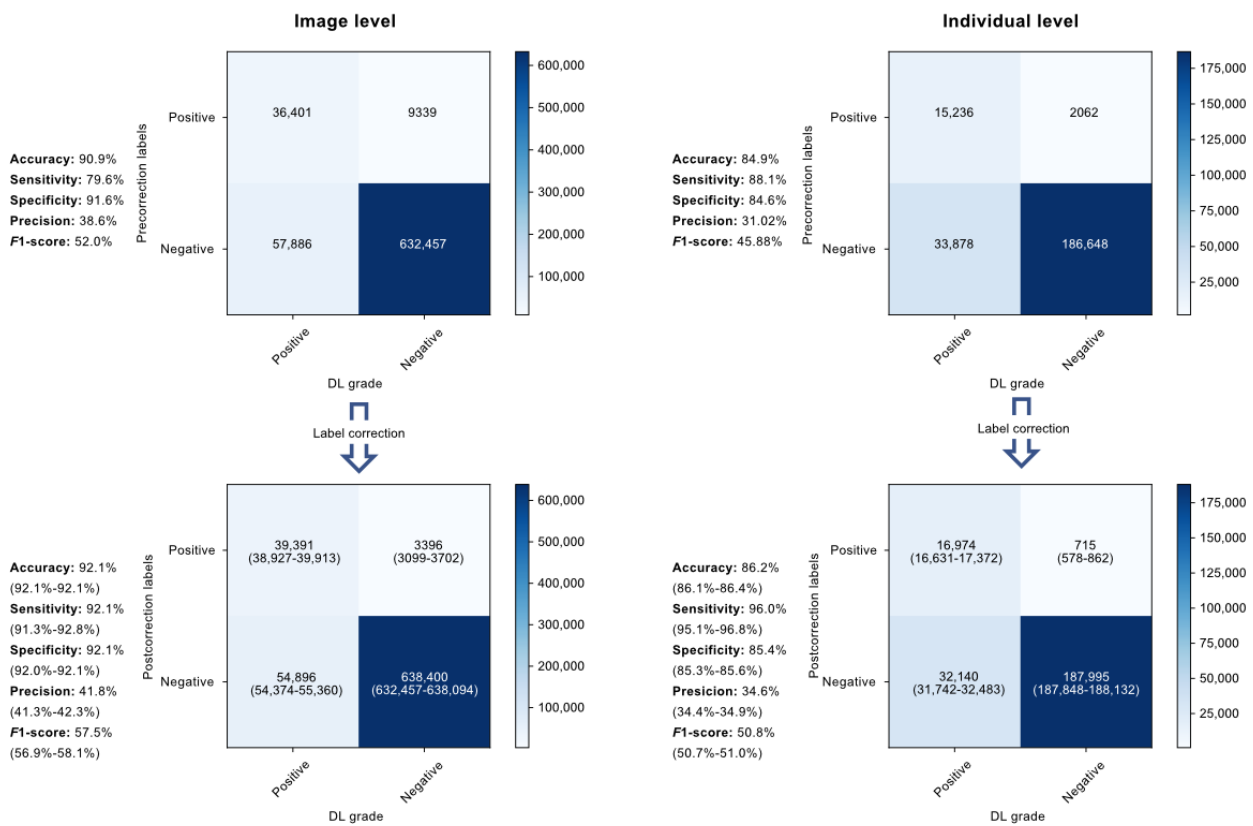 Image level
600,000
500,000
400,000
300,000
200,000
100,000
Positive
Negative
Precorrection labels
36,401
9339
57,886
632,457
Accuracy: 90.9%
Sensitivity: 79.6%
Specificity: 91.6%
Precision: 38.6%
F1-score: 52.0%
Positive
Negative
DL grade
Label correction
600,000
500,000
400,000
300,000
200,000
100,000
Positive
Negative
Postcorrection labels
39,391
(38,927-39,913)
3396
(3099-3702)
54,896
(54,374-55,360)
638,400
(632,457-638,094)
Accuracy: 92.1%
(92.1%-92.1%)
Sensitivity: 92.1%
(91.3%-92.8%)
Specificity: 92.1%
(92.0%-92.1%)
Precision: 41.8%
(41.3%-42.3%)
F1-score: 57.5%
(56.9%-58.1%)
Positive
Negative
DL grade
Individual level
175,000
150,000
125,000
100,000
75,000
50,000
25,000
Positive
Negative
Precorrection labels
15,236
2062
33,878
186,648
Accuracy: 84.9%
Sensitivity: 88.1%
Specificity: 84.6%
Precision: 31.02%
F1-score: 45.88%
Positive
Negative
DL grade
Label correction
175,000
150,000
125,000
100,000
75,000
50,000
25,000
Positive
Negative
Postcorrection labels
16,974
(16,631-17,372)
715
(578-862)
32,140
(31,742-32,483)
187,995
(187,848-188,132)
Accuracy: 86.2%
(86.1%-86.4%)
Sensitivity: 96.0%
(95.1%-96.8%)
Specificity: 85.4%
(85.3%-85.6%)
Presicion: 34.6%
(34.4%-34.9%)
F1-score: 50.8%
(50.7%-51.0%)
Positive
Negative
DL grade